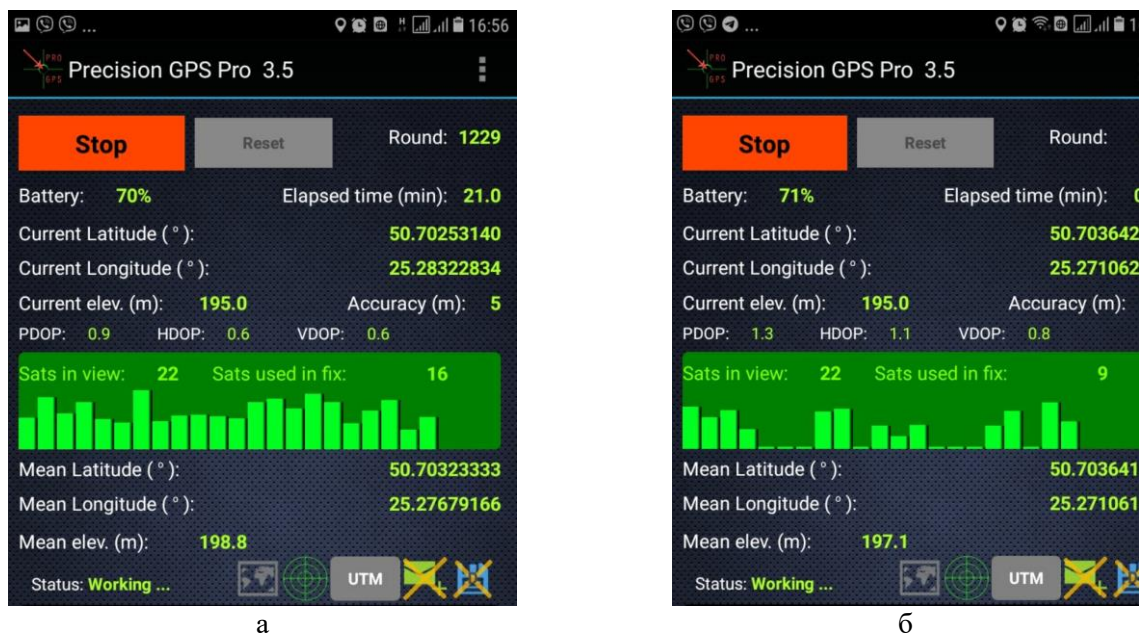 ... 16:56
PRO GPS Precision GPS Pro 3.5
Stop Reset Round: 1229
Battery: 70% Elapsed time (min): 21.0
Current Latitude ( ° ): 50.70253140
Current Longitude ( ° ): 25.28322834
Current elev. (m): 195.0 Accuracy (m): 5
PDOP: 0.9 HDOP: 0.6 VDOP: 0.6
Sats in view: 22 Sats used in fix: 16
Mean Latitude ( ° ): 50.70323333
Mean Longitude ( ° ): 25.27679166
Mean elev. (m): 198.8
Status: Working ... UTM
а
...
PRO GPS Precision GPS Pro 3.5
Stop Reset Round:
Battery: 71% Elapsed time (min):
Current Latitude ( ° ): 50.703642
Current Longitude ( ° ): 25.271062
Current elev. (m): 195.0 Accuracy (m):
PDOP: 1.3 HDOP: 1.1 VDOP: 0.8
Sats in view: 22 Sats used in fix: 9
Mean Latitude ( ° ): 50.703641
Mean Longitude ( ° ): 25.271061
Mean elev. (m): 197.1
Status: Working ... UTM
б